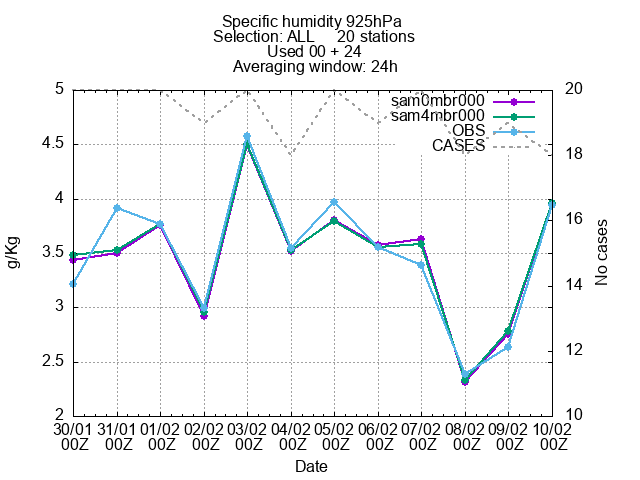 Specific humidity 925hPa
Selection: ALL 20 stations
Used 00 + 24
Averaging window: 24h
g/Kg
5
4.5
4
3.5
3
2.5
2
sam0mbr000
sam4mbr000
OBS
CASES
20
18
16
14
12
10
No cases
30/01 31/01 01/02 02/02 03/02 04/02 05/02 06/02 07/02 08/02 09/02 10/02
00Z 00Z 00Z 00Z 00Z 00Z 00Z 00Z 00Z 00Z 00Z 00Z
Date